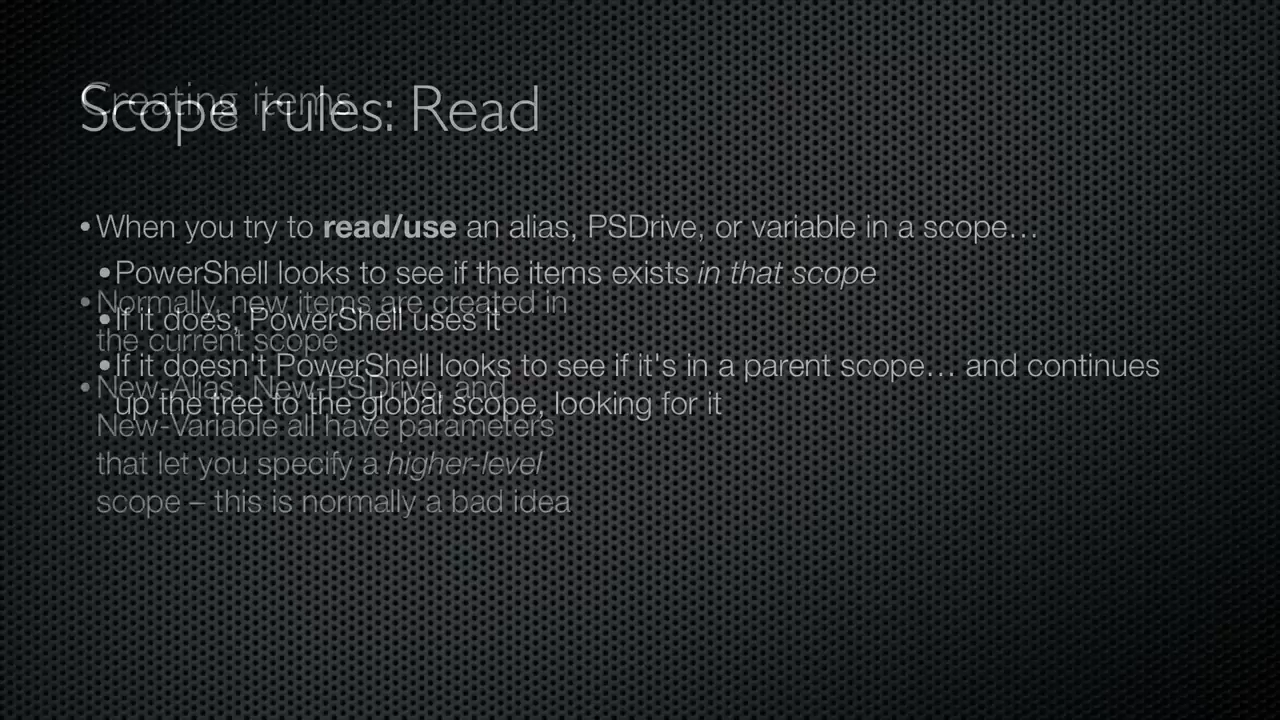 Creating items
Scope rules: Read
• When you try to read/use an alias, PSDrive, or variable in a scope…
• PowerShell looks to see if the items exists in that scope
• If it does, PowerShell uses it
• If it doesn't PowerShell looks to see if it's in a parent scope… and continues
up the tree to the global scope, looking for it
• Normally, new items are created in
the current scope
• New-Alias, New-PSDrive, and
New-Variable all have parameters
that let you specify a higher-level
scope – this is normally a bad idea